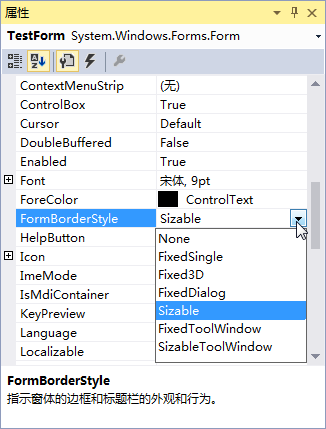 属性
TestForm System.Windows.Forms.Form
ContextMenuStrip (无)
ControlBox True
Cursor Default
DoubleBuffered False
Enabled True
Font 宋体, 9pt
ForeColor ControlText
FormBorderStyle Sizable
HelpButton
None
Icon
FixedSingle
Fixed3D
ImeMode
FixedDialog
IsMdiContainer
Sizable
KeyPreview
FixedToolWindow
Language
SizableToolWindow
Localizable
FormBorderStyle
指示窗体的边框和标题栏的外观和行为。